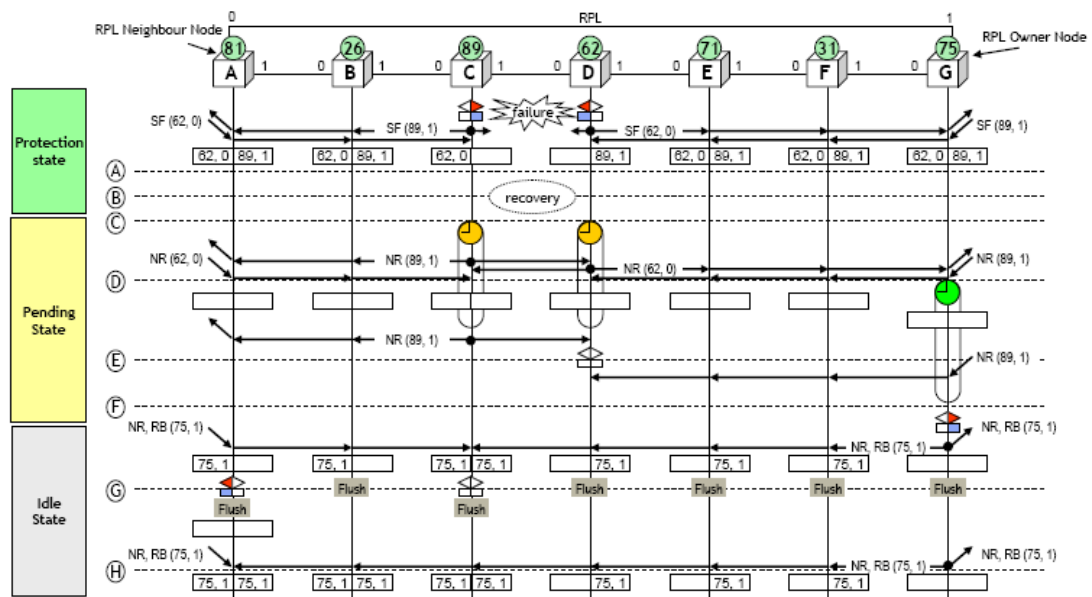 0 RPL 1
RPL Neighbour Node
RPL Owner Node
81 26 89 62 71 31 75
A 1 0 B 1 0 C 1 0 D 1 0 E 1 0 F 1 0 G
failure
SF (62, 0) SF (89, 1) SF (62, 0) SF (89, 1)
Protection state
62, 0 89, 1 62, 0 89, 1 62, 0 89, 1 62, 0 89, 1 62, 0 89, 1 62, 0 89, 1
A
B
recovery
C
NR (62, 0) NR (89, 1) NR (62, 0) NR (89, 1)
D
Pending State
NR (89, 1)
E
NR (89, 1)
F
NR, RB (75, 1) NR, RB (75, 1) NR, RB (75, 1)
75, 1 75, 1 75, 1 75, 1 75, 1 75, 1 75, 1
G
Flush Flush Flush Flush
Flush Flush
Idle State
NR, RB (75, 1) NR, RB (75, 1) NR, RB (75, 1)
H
75, 1 75, 1 75, 1 75, 1 75, 1 75, 1 75, 1 75, 1 75, 1